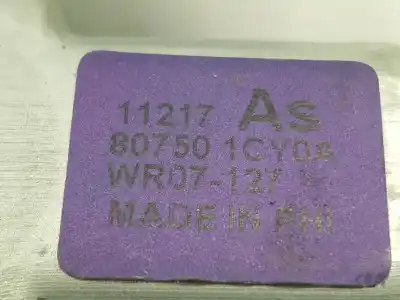 11217 As
80750 1CY0A
WR07-127
MADE IN PHI